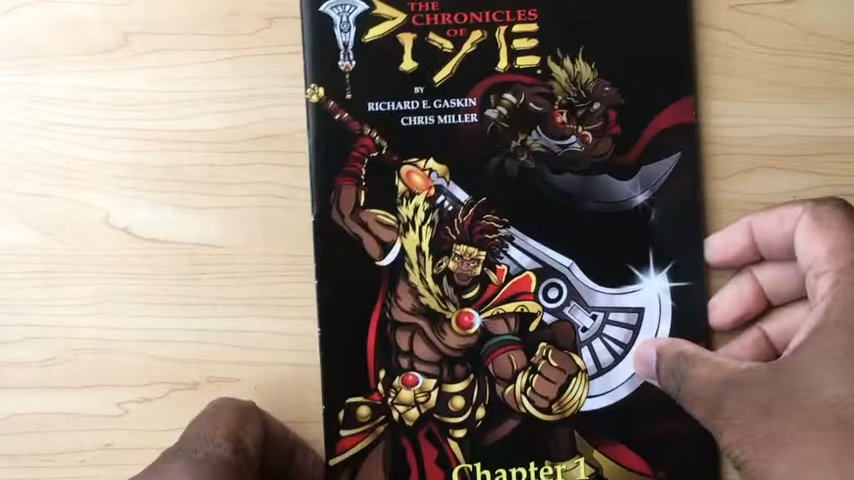 THE
CHRONICLES
OF
IYE
BY
RICHARD E. GASKIN
CHRIS MILLER
Chapter 1